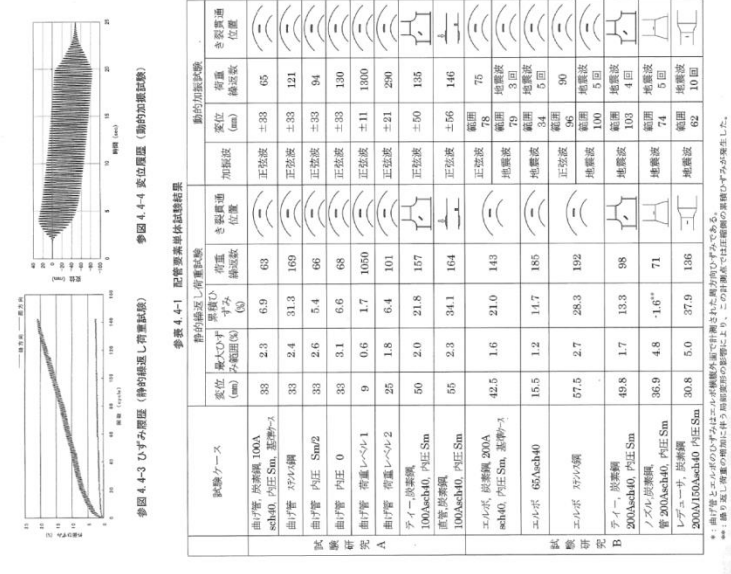 参図 4.4-3 ひずみ履歴（静的繰返し荷重試験）
参図 4.4-4 変位履歴（動的加振試験）
時間 (sec)
参表 4.4-1 配管要素単体試験結果
試験ケース 静的繰返し荷重試験 動的加振試験
変位 (mm) 最大ひずみ範囲(%) 累積ひずみ (%) 荷重繰返数 き裂貫通位置 加振波 変位 (mm) 荷重繰返数 き裂貫通位置
試験研究A
曲げ管, 炭素鋼, 100A sch40, 内圧 Sm, 基準ケース 33 2.3 6.9 63 正弦波 ±33 65
曲げ管 ステンレス鋼 33 2.4 31.3 169 正弦波 ±33 121
曲げ管 内圧 Sm/2 33 2.6 5.4 66 正弦波 ±33 94
曲げ管 内圧 0 33 3.1 6.6 68 正弦波 ±33 130
曲げ管 荷重レベル 1 9 0.6 1.7 1050 正弦波 ±11 1300
曲げ管 荷重レベル 2 25 1.8 6.4 101 正弦波 ±21 290
ティー, 炭素鋼, 100Asch40, 内圧 Sm 50 2.0 21.8 157 正弦波 ±50 135
直管, 炭素鋼, 100Asch40, 内圧 Sm 55 2.3 34.1 164 正弦波 ±56 146
試験研究B
エルボ, 炭素鋼 200A sch40, 内圧 Sm, 基準ケース 42.5 1.6 21.0 143 正弦波 範囲 78 75
地震波 範囲 79 地震波 3 回
エルボ 65Asch40 15.5 1.2 14.7 185 地震波 範囲 34 地震波 5 回
エルボ ステンレス鋼 57.5 2.7 28.3 192 正弦波 範囲 96 90
地震波 範囲 100 地震波 5 回
ティー, 炭素鋼 200Asch40, 内圧 Sm 49.8 1.7 13.3 98 地震波 範囲 103 地震波 4 回
ノズル, 炭素鋼, 管 200Asch40, 内圧 Sm 36.9 4.8 -1.6** 71 地震波 範囲 74 地震波 5 回
レデューサ, 炭素鋼 200A/150Asch40 内圧 Sm 30.8 5.0 37.9 136 地震波 範囲 62 地震波 10 回
*：曲げ管とエルボのひずみはエルボ横腹外面で計測された周方向ひずみである。
**：繰り返し荷重の増加に伴う局部変形の影響により、この計測点では圧縮側の累積ひずみが発生した。